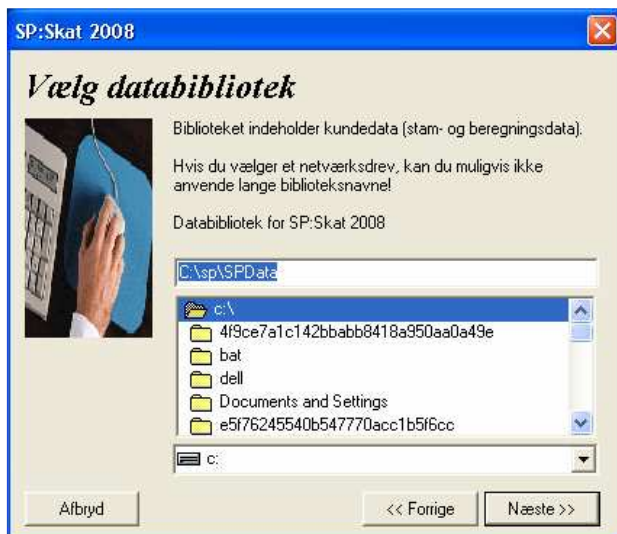 SP:Skat 2008
Vælg databibliotek
Biblioteket indeholder kundedata (stam- og beregningsdata).
Hvis du vælger et netværksdrev, kan du muligvis ikke
anvende lange biblioteksnavne!
Databibliotek for SP:Skat 2008
C:\sp\SPData
c:\
4f9ce7a1c142bbabb8418a950aa0a49e
bat
dell
Documents and Settings
e5f76245540b547770acc1b5f6cc
c:
Afbryd
<< Forrige
Næste >>